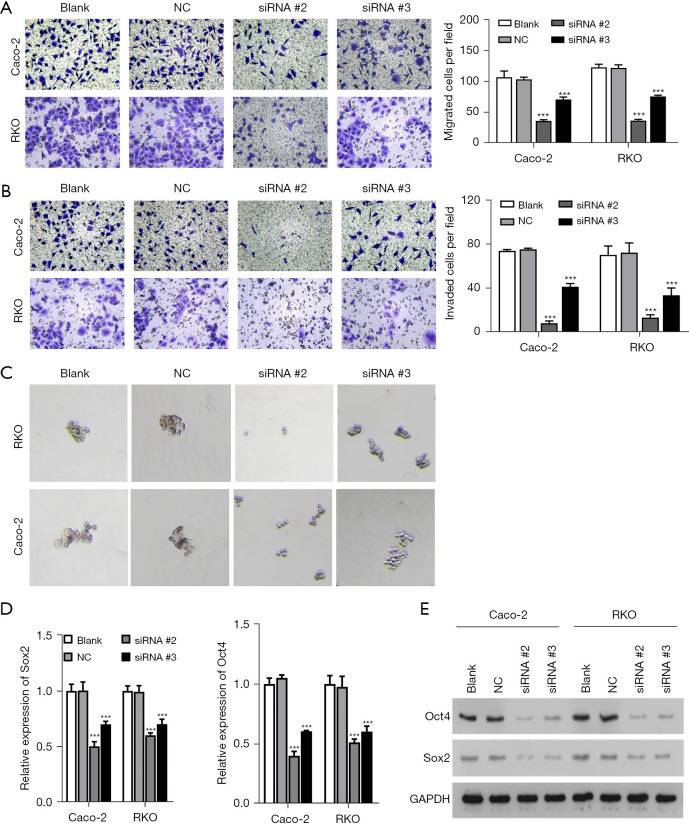 A
Blank NC siRNA #2 siRNA #3
Caco-2
RKO
Migrated cells per field
200
150
100
50
0
Blank siRNA #2
NC siRNA #3
*** *** *** ***
Caco-2 RKO
B
Blank NC siRNA #2 siRNA #3
Caco-2
RKO
Invaded cells per field
120
80
40
0
Blank siRNA #2
NC siRNA #3
*** *** *** ***
Caco-2 RKO
C
Blank NC siRNA #2 siRNA #3
RKO
Caco-2
D
Relative expression of Sox2
1.5
1.0
0.5
0.0
Blank siRNA #2
NC siRNA #3
*** *** *** ***
Caco-2 RKO
Relative expression of Oct4
1.5
1.0
0.5
0.0
*** *** *** ***
Caco-2 RKO
E
Caco-2 RKO
Blank NC siRNA #2 siRNA #3 Blank NC siRNA #2 siRNA #3
Oct4
Sox2
GAPDH